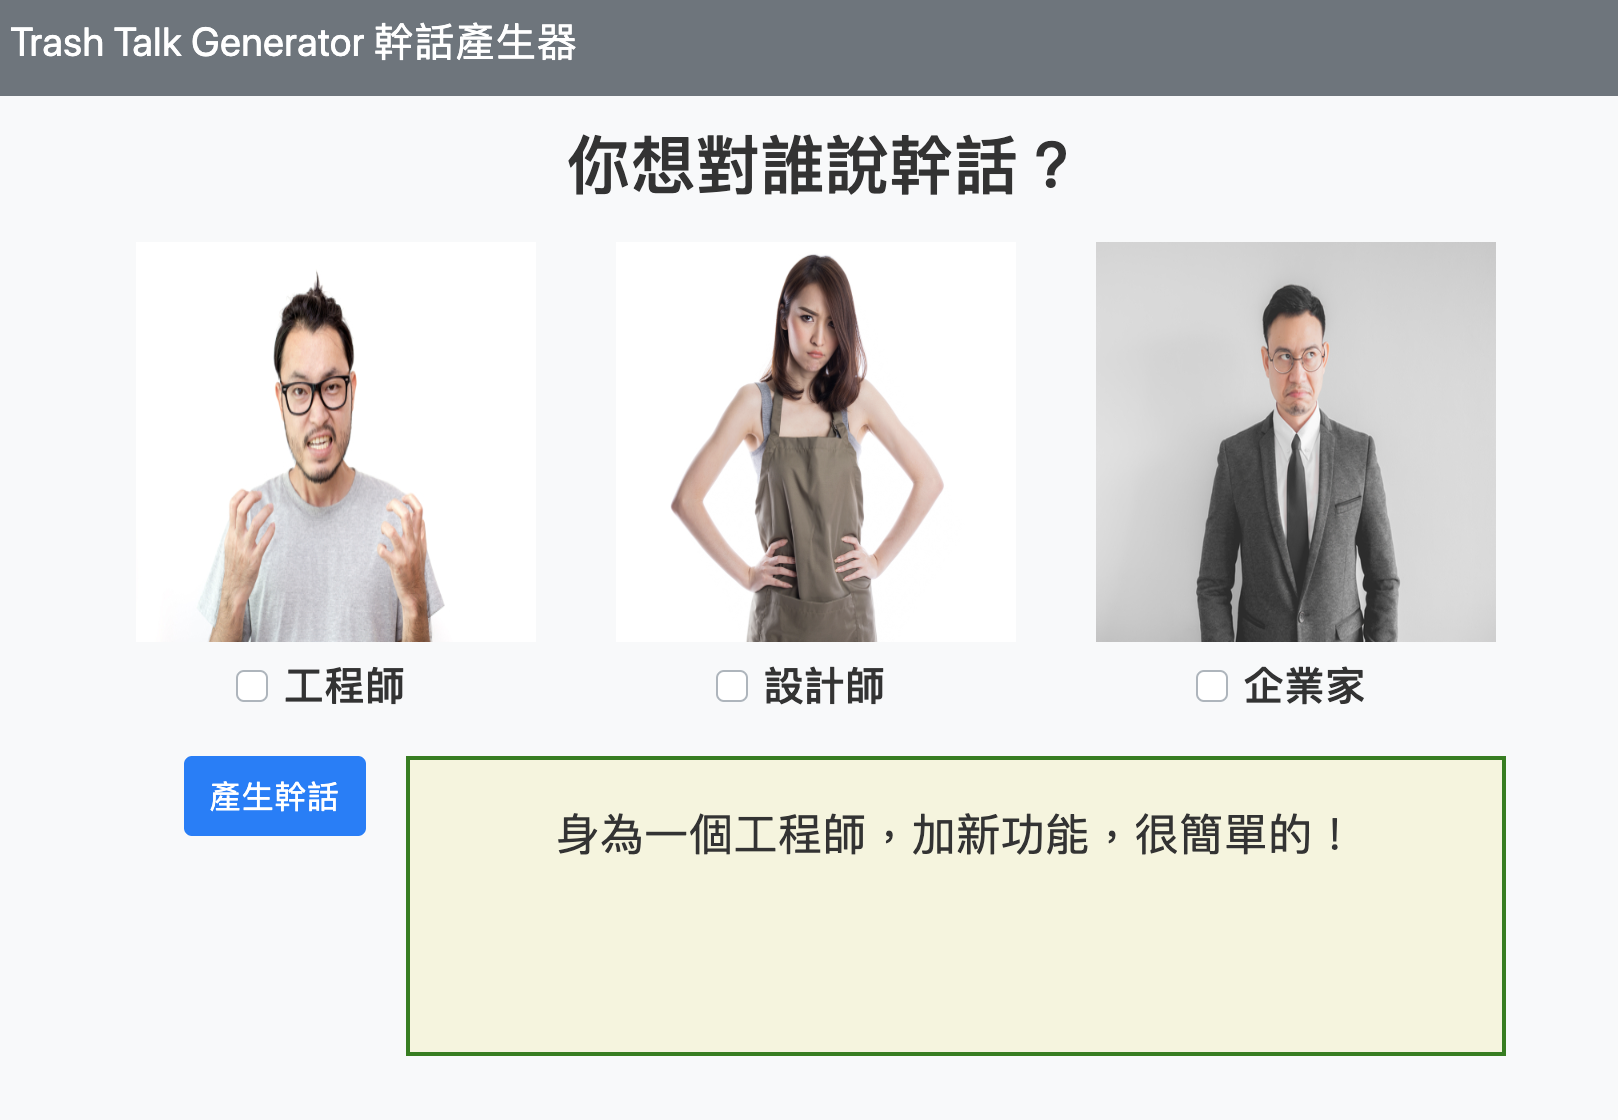 Trash Talk Generator 幹話產生器
你想對誰說幹話？
工程師
設計師
企業家
產生幹話
身為一個工程師，加新功能，很簡單的！